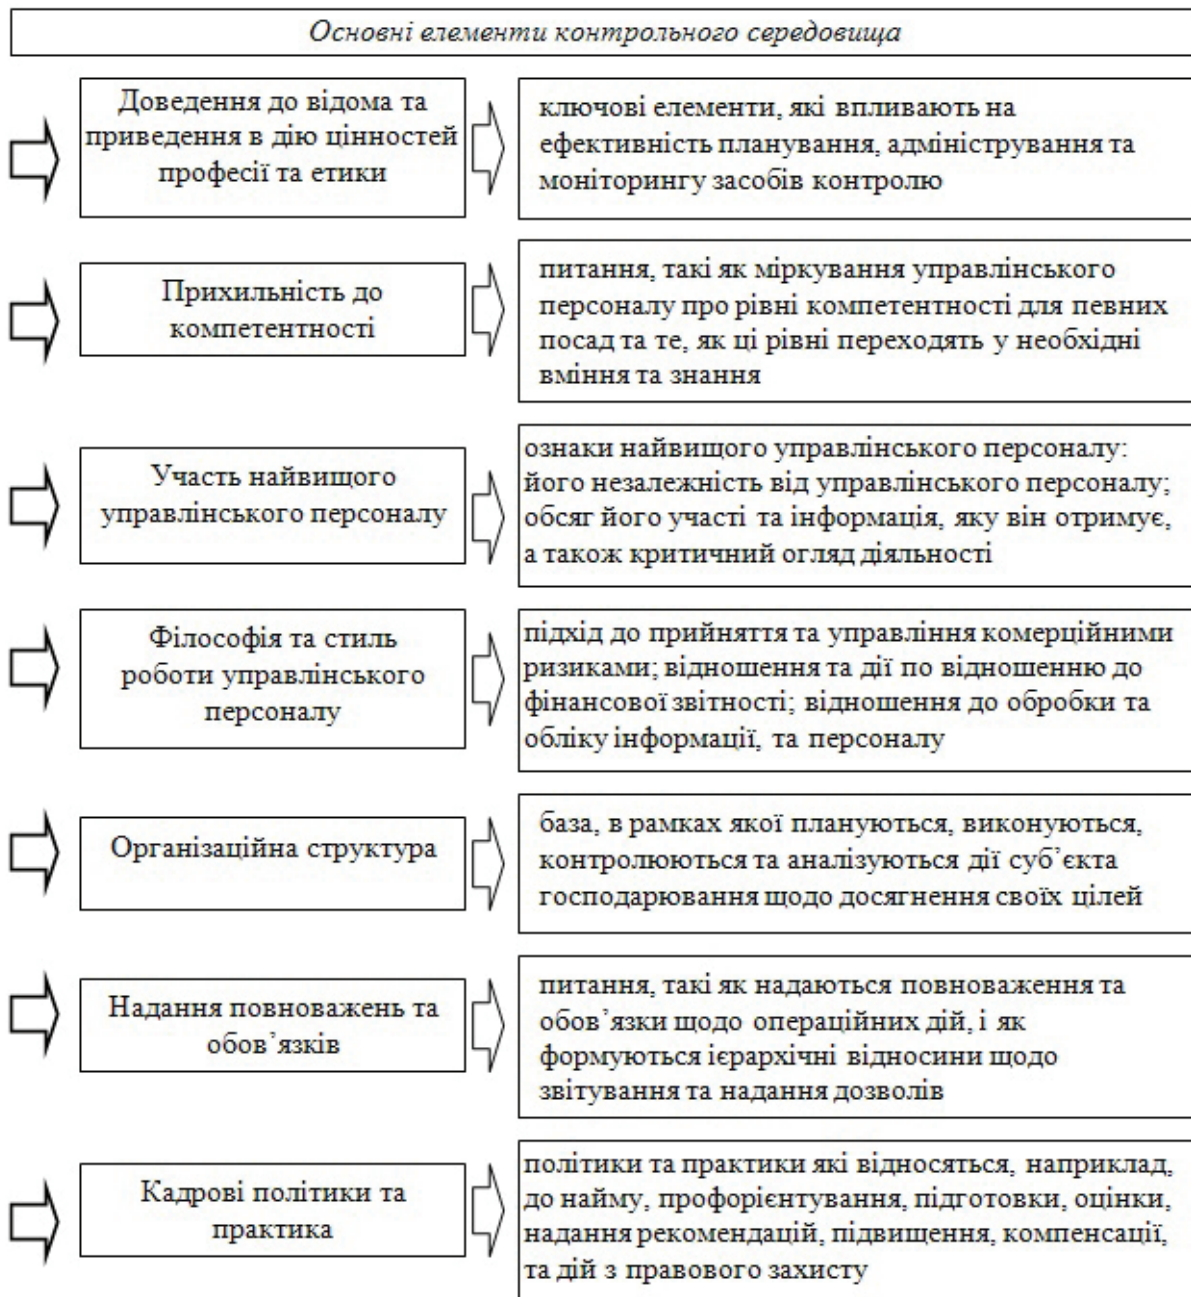 Основні елементи контрольного середовища
Доведення до відома та
приведення в дію цінностей
професії та етики
ключові елементи, які впливають на
ефективність планування, адміністрування та
моніторингу засобів контролю
Прихильність до
компетентності
питання, такі як міркування управлінського
персоналу про рівні компетентності для певних
посад та те, як ці рівні переходять у необхідні
вміння та знання
Участь найвищого
управлінського персоналу
ознаки найвищого управлінського персоналу:
його незалежність від управлінського персоналу;
обсяг його участі та інформація, яку він отримує,
а також критичний огляд діяльності
Філософія та стиль
роботи управлінського
персоналу
підхід до прийняття та управління комерційними
ризиками; відношення та дії по відношенню до
фінансової звітності; відношення до обробки та
обліку інформації, та персоналу
Організаційна структура
база, в рамках якої плануються, виконуються,
контролюються та аналізуються дії суб’єкта
господарювання щодо досягнення своїх цілей
Надання повноважень та
обов’язків
питання, такі як надаються повноваження та
обов’язки щодо операційних дій, і як
формуються ієрархічні відносини щодо
звітування та надання дозволів
Кадрові політики та
практика
політики та практики які відносяться, наприклад,
до найму, профорієнтування, підготовки, оцінки,
надання рекомендацій, підвищення, компенсації,
та дій з правового захисту